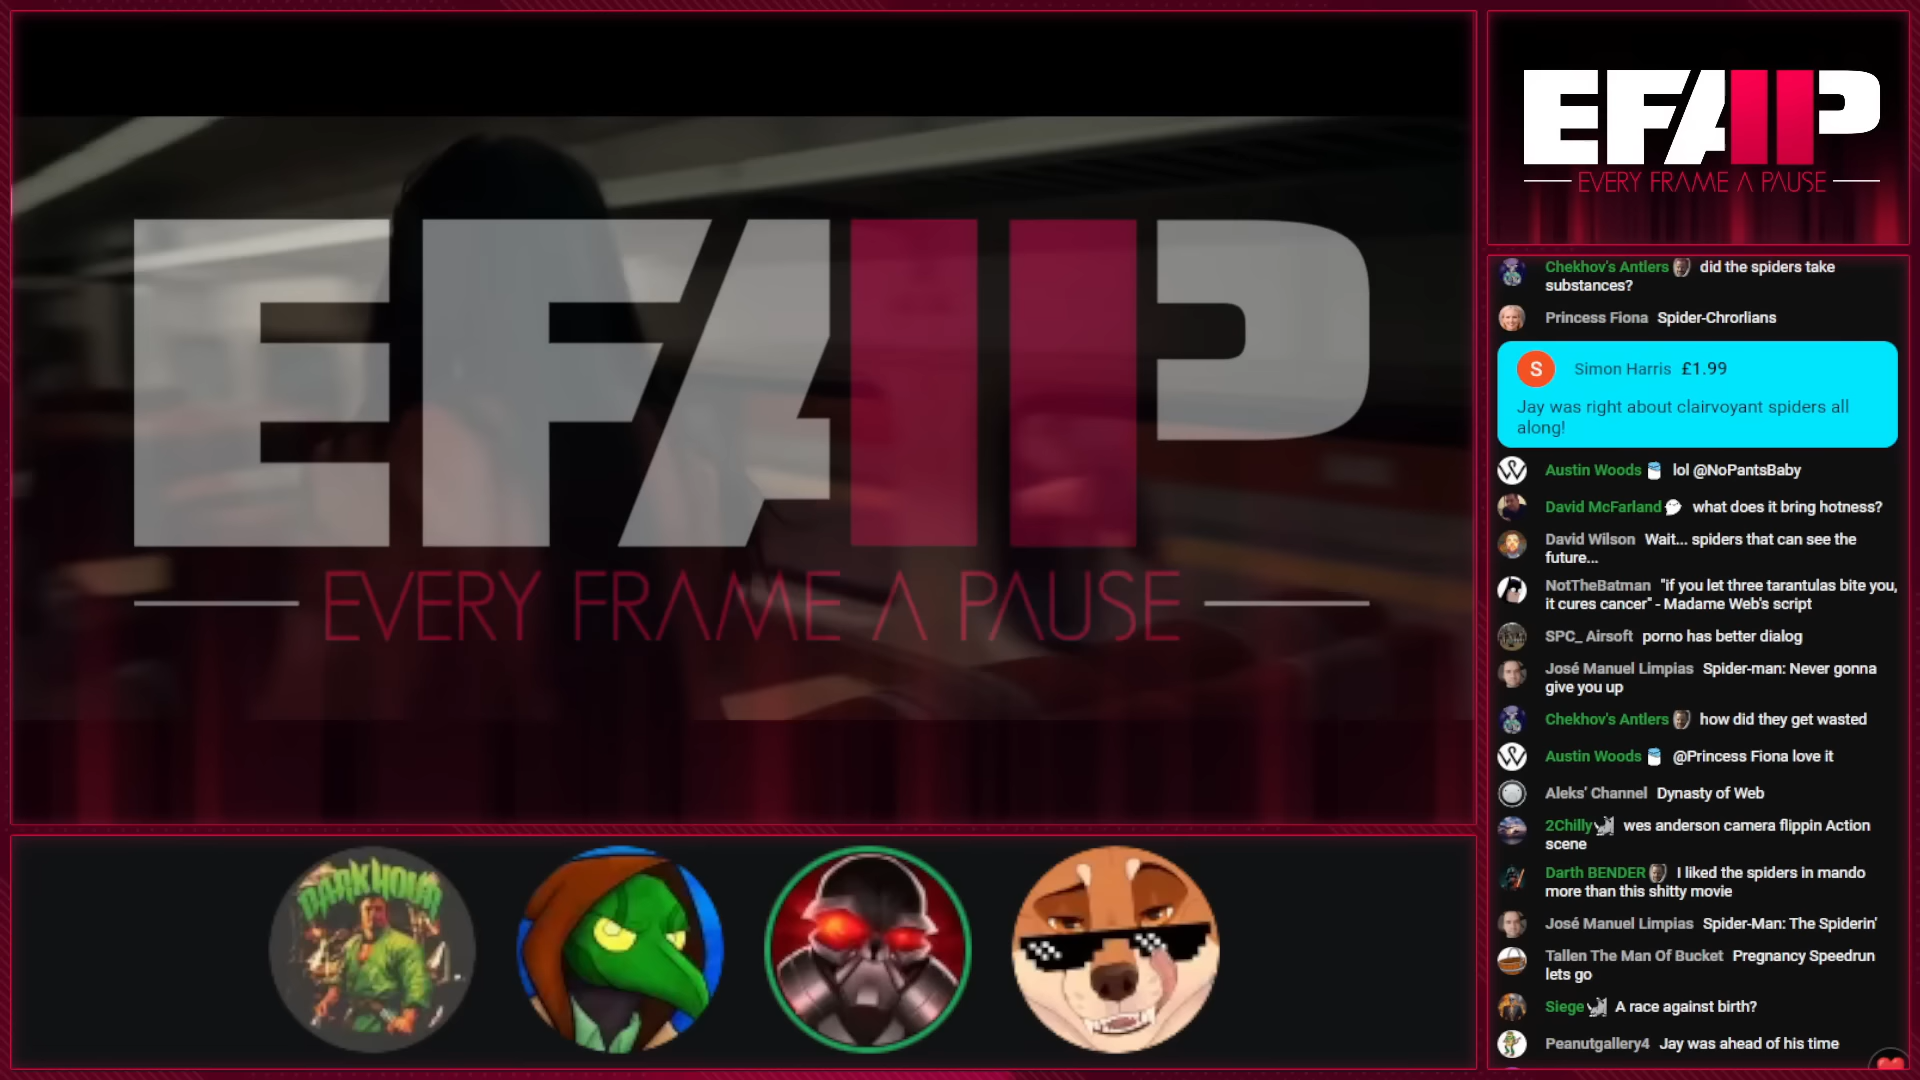 EFAP
EVERY FRAME A PAUSE
EFAP
EVERY FRAME A PAUSE
Chekhov's Antlers did the spiders take
substances?
Princess Fiona Spider-Chrorlians
S
Simon Harris £1.99
Jay was right about clairvoyant spiders all
along!
Austin Woods lol @NoPantsBaby
David McFarland what does it bring hotness?
David Wilson Wait... spiders that can see the
future...
NotTheBatman "if you let three tarantulas bite you,
it cures cancer" - Madame Web's script
SPC_ Airsoft porno has better dialog
José Manuel Limpias Spider-man: Never gonna
give you up
Chekhov's Antlers how did they get wasted
Austin Woods @Princess Fiona love it
Aleks' Channel Dynasty of Web
2Chilly wes anderson camera flippin Action
scene
Darth BENDER I liked the spiders in mando
more than this shitty movie
José Manuel Limpias Spider-Man: The Spiderin'
Tallen The Man Of Bucket Pregnancy Speedrun
lets go
Siege A race against birth?
Peanutgallery4 Jay was ahead of his time
DARK HOUR